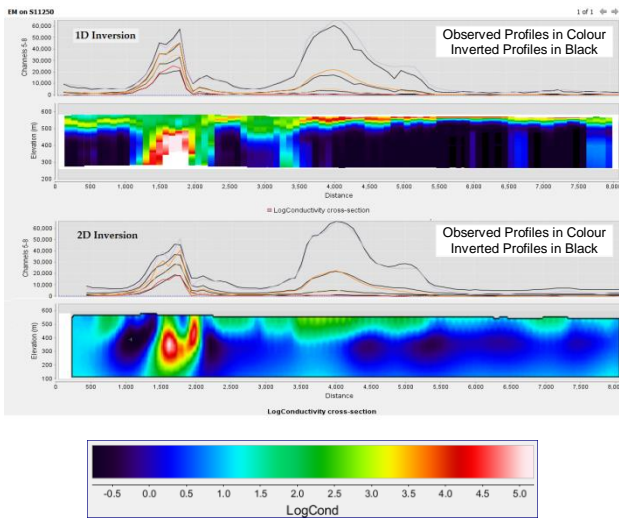 EM on S11250
1 of 1
1D Inversion
Observed Profiles in Colour
Inverted Profiles in Black
Channels 5-8
60,000
50,000
40,000
30,000
20,000
10,000
0
Elevation (m)
600
500
400
300
200
0 500 1,000 1,500 2,000 2,500 3,000 3,500 4,000 4,500 5,000 5,500 6,000 6,500 7,000 7,500 8,0
Distance
LogConductivity cross-section
2D Inversion
Observed Profiles in Colour
Inverted Profiles in Black
Channels 5-8
60,000
50,000
40,000
30,000
20,000
10,000
0
Elevation (m)
600
500
400
300
200
100
0 500 1,000 1,500 2,000 2,500 3,000 3,500 4,000 4,500 5,000 5,500 6,000 6,500 7,000 7,500 8,0
Distance
LogConductivity cross-section
-0.5 0.0 0.5 1.0 1.5 2.0 2.5 3.0 3.5 4.0 4.5 5.0
LogCond